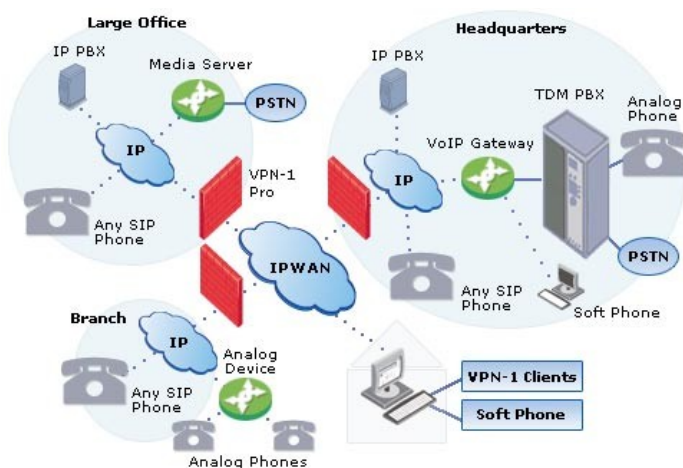 Large Office
IP PBX
Media Server
PSTN
IP
VPN-1
Pro
Any SIP
Phone
Headquarters
IP PBX
TDM PBX
Analog
Phone
VoIP Gateway
IP
Any SIP
Phone
PSTN
Soft Phone
IPWAN
Branch
IP
Analog
Device
Any SIP
Phone
Analog Phones
VPN-1 Clients
Soft Phone